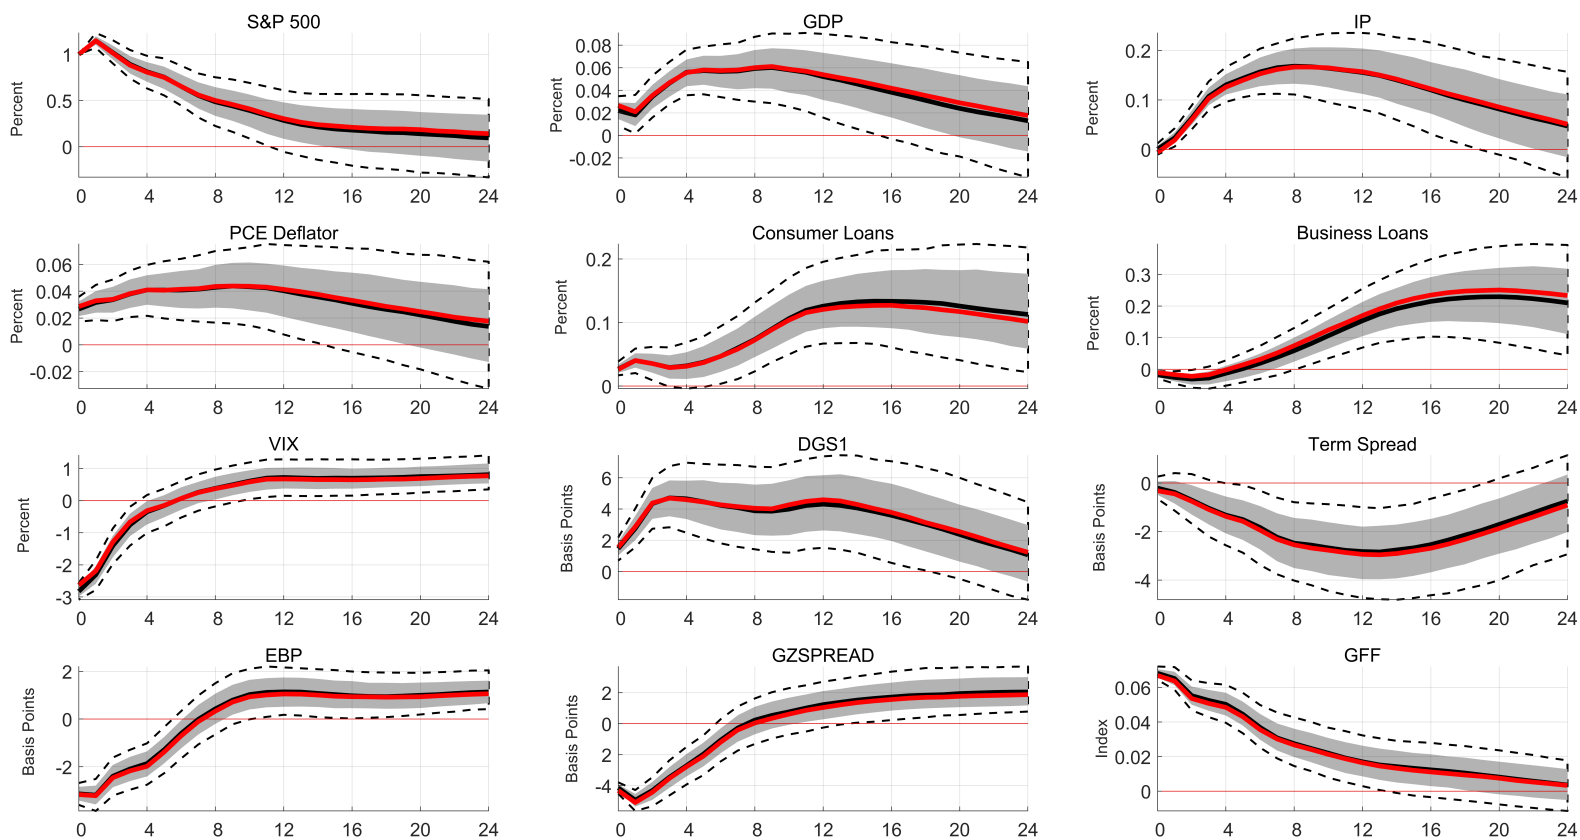 S&P 500
Percent
1
0.5
0
0 4 8 12 16 20 24
GDP
Percent
0.08
0.06
0.04
0.02
0
-0.02
0 4 8 12 16 20 24
IP
Percent
0.2
0.1
0
0 4 8 12 16 20 24
PCE Deflator
Percent
0.06
0.04
0.02
0
-0.02
0 4 8 12 16 20 24
Consumer Loans
Percent
0.2
0.1
0
0 4 8 12 16 20 24
Business Loans
Percent
0.3
0.2
0.1
0
0 4 8 12 16 20 24
VIX
Percent
1
0
-1
-2
-3
0 4 8 12 16 20 24
DGS1
Basis Points
6
4
2
0
0 4 8 12 16 20 24
Term Spread
Basis Points
0
-2
-4
0 4 8 12 16 20 24
EBP
Basis Points
2
0
-2
0 4 8 12 16 20 24
GZSPREAD
Basis Points
2
0
2
-4
0 4 8 12 16 20 24
GFF
Index
0.06
0.04
0.02
0
0 4 8 12 16 20 24